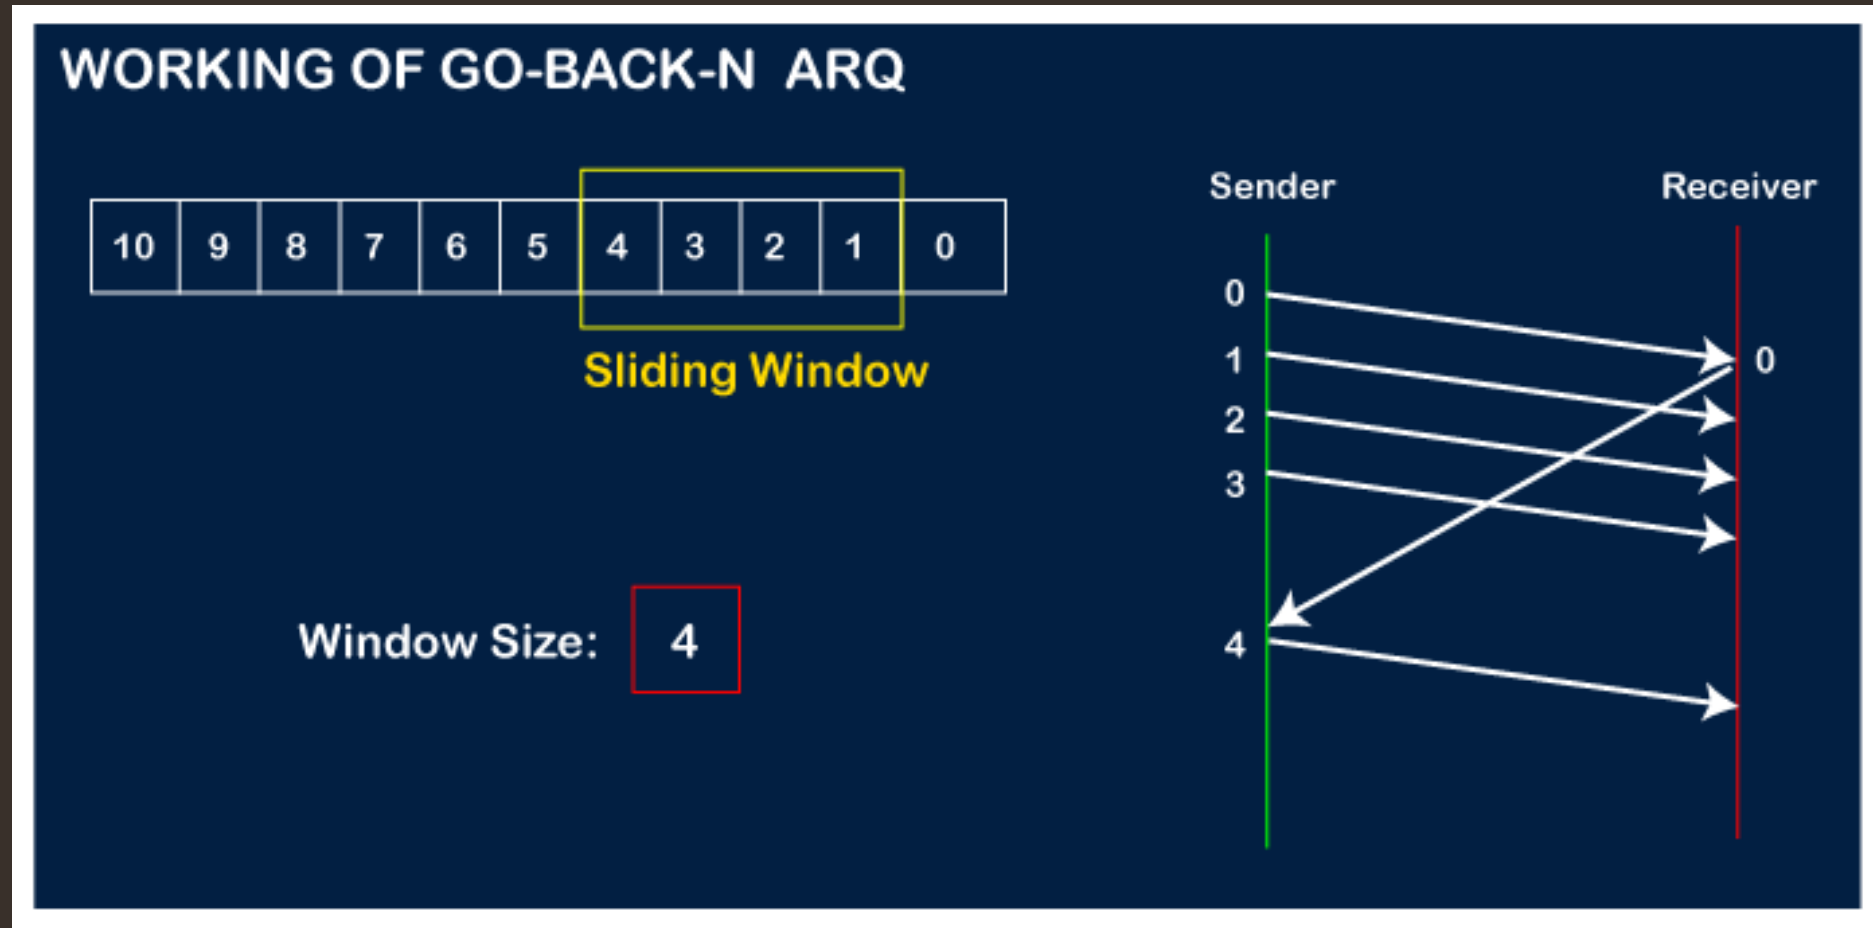 WORKING OF GO-BACK-N ARQ
10 9 8 7 6 5 4 3 2 1 0
Sliding Window
Window Size: 4
Sender Receiver
0
1 0
2
3
4